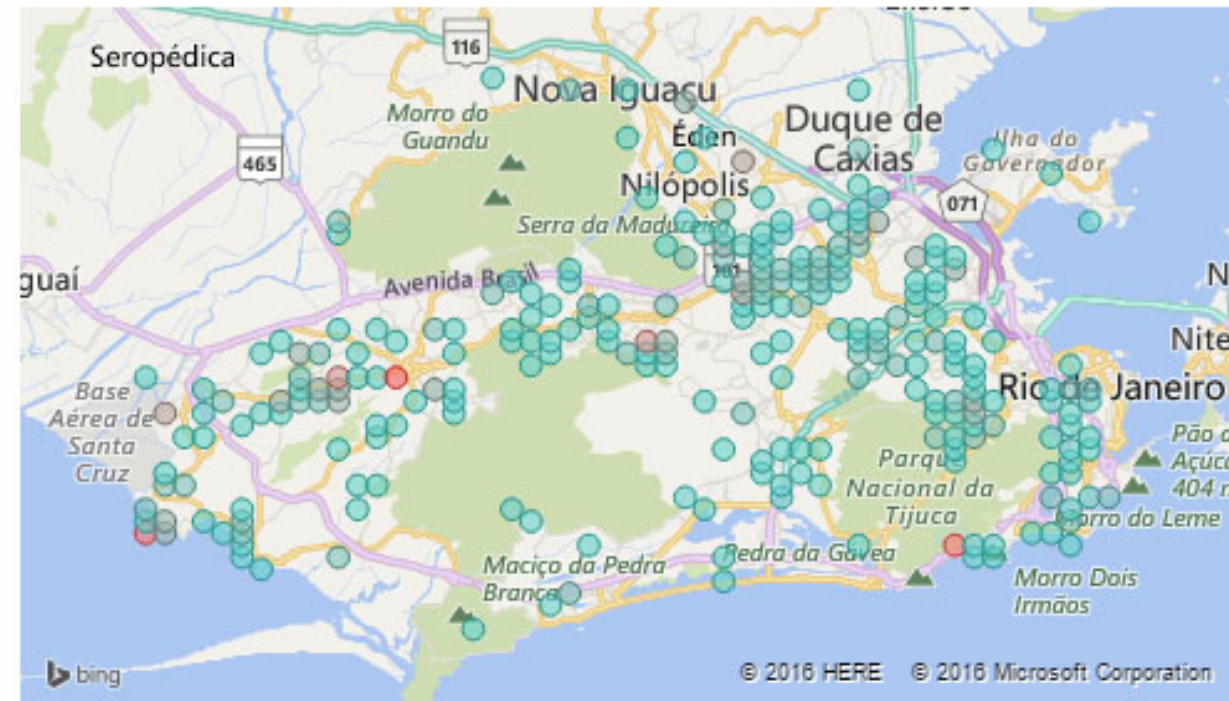 Seropédica
116
Nova Iguaçu
Morro do
Guandu
Éden
Duque de
Caxias
Ilha do
Governador
465
Nilópolis
071
Serra da Madureira
101
guaí
Avenida Brasil
N
Nite
Base
Aérea de
Santa
Cruz
Rio de Janeiro
Pão d
Açúca
404 m
Parque
Nacional da
Tijuca
Morro do Leme
Pedra da Gávea
Maciço da Pedra
Branca
Morro Dois
Irmãos
bing
© 2016 HERE © 2016 Microsoft Corporation